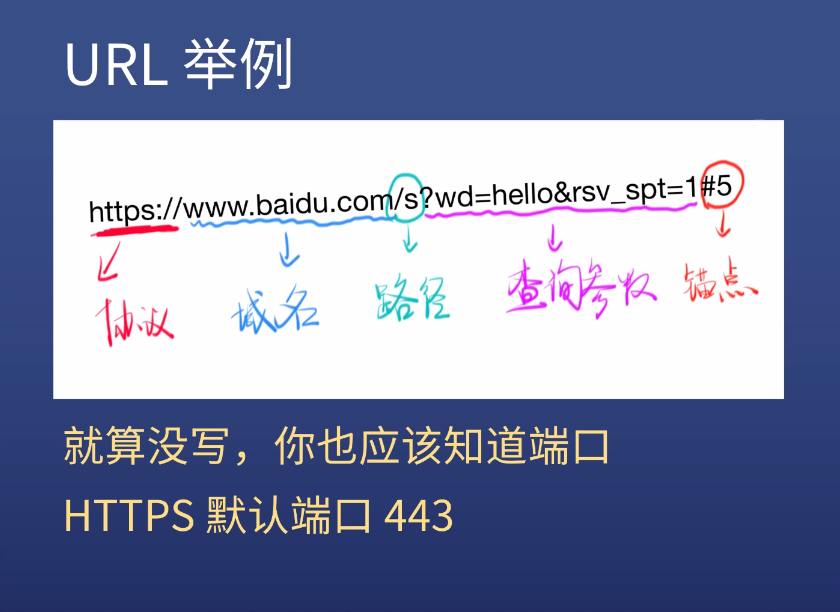 URL 举例
https://www.baidu.com/s?wd=hello&rsv_spt=1#5
协议 域名 路径 查询参数 锚点
就算没写，你也应该知道端口
HTTPS 默认端口 443